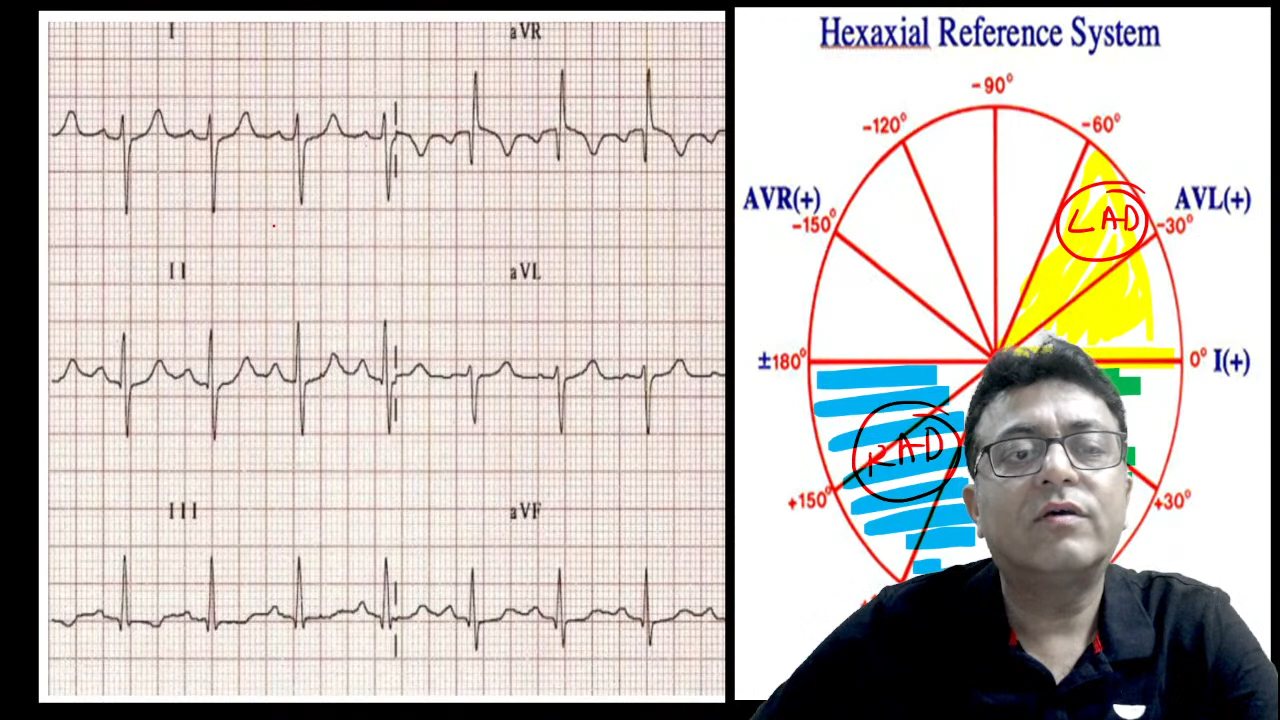 I
aVR
II
aVL
III
aVF
Hexaxial Reference System
-90°
-120°
-60°
AVR(+)
AVL(+)
-150°
-30°
LAD
±180°
0°
I(+)
RAD
+150°
+30°